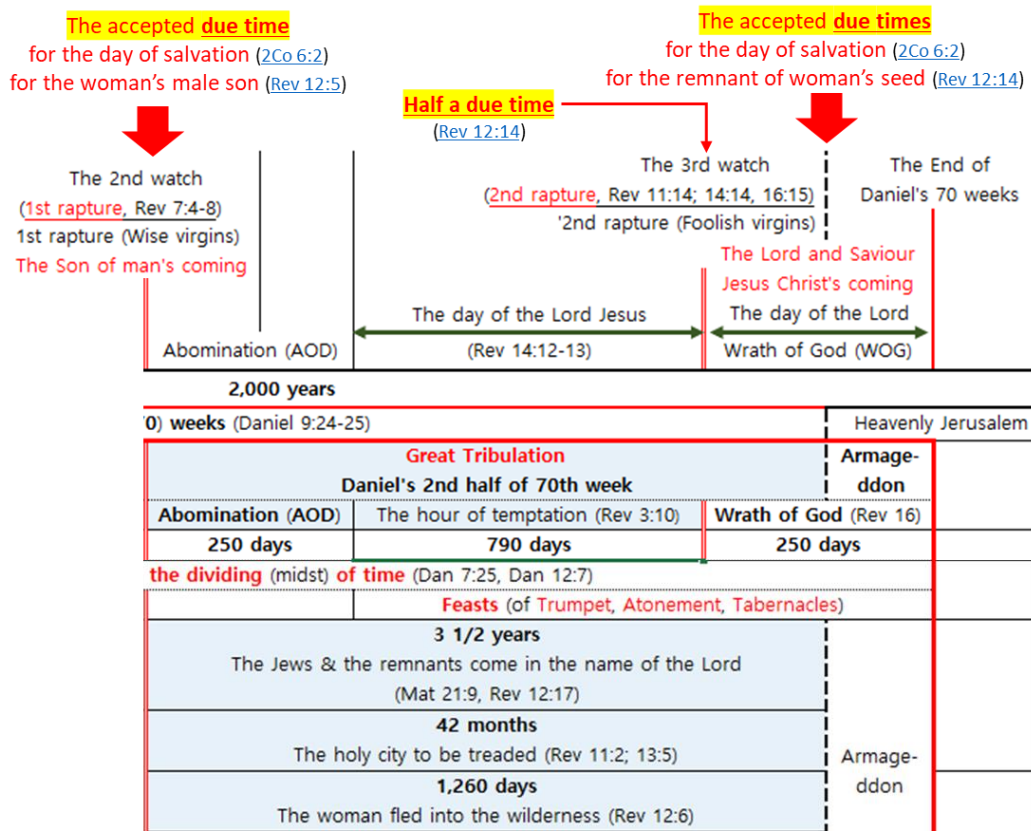 The accepted due time
for the day of salvation (2Co 6:2)
for the woman's male son (Rev 12:5)
The accepted due times
for the day of salvation (2Co 6:2)
for the remnant of woman's seed (Rev 12:14)
Half a due time
(Rev 12:14)
The 2nd watch
(1st rapture, Rev 7:4-8)
1st rapture (Wise virgins)
The Son of man's coming
The 3rd watch
(2nd rapture, Rev 11:14; 14:14, 16:15)
'2nd rapture (Foolish virgins)
The Lord and Saviour
Jesus Christ's coming
The End of
Daniel's 70 weeks
Abomination (AOD)
The day of the Lord Jesus
(Rev 14:12-13)
The day of the Lord
Wrath of God (WOG)
2,000 years
'0) weeks (Daniel 9:24-25)
Heavenly Jerusalem
Great Tribulation
Daniel's 2nd half of 70th week
Armage-
ddon
Abomination (AOD)
The hour of temptation (Rev 3:10)
Wrath of God (Rev 16)
250 days
790 days
250 days
the dividing (midst) of time (Dan 7:25, Dan 12:7)
Feasts (of Trumpet, Atonement, Tabernacles)
3 1/2 years
The Jews & the remnants come in the name of the Lord
(Mat 21:9, Rev 12:17)
42 months
The holy city to be treaded (Rev 11:2; 13:5)
1,260 days
The woman fled into the wilderness (Rev 12:6)
Armage-
ddon